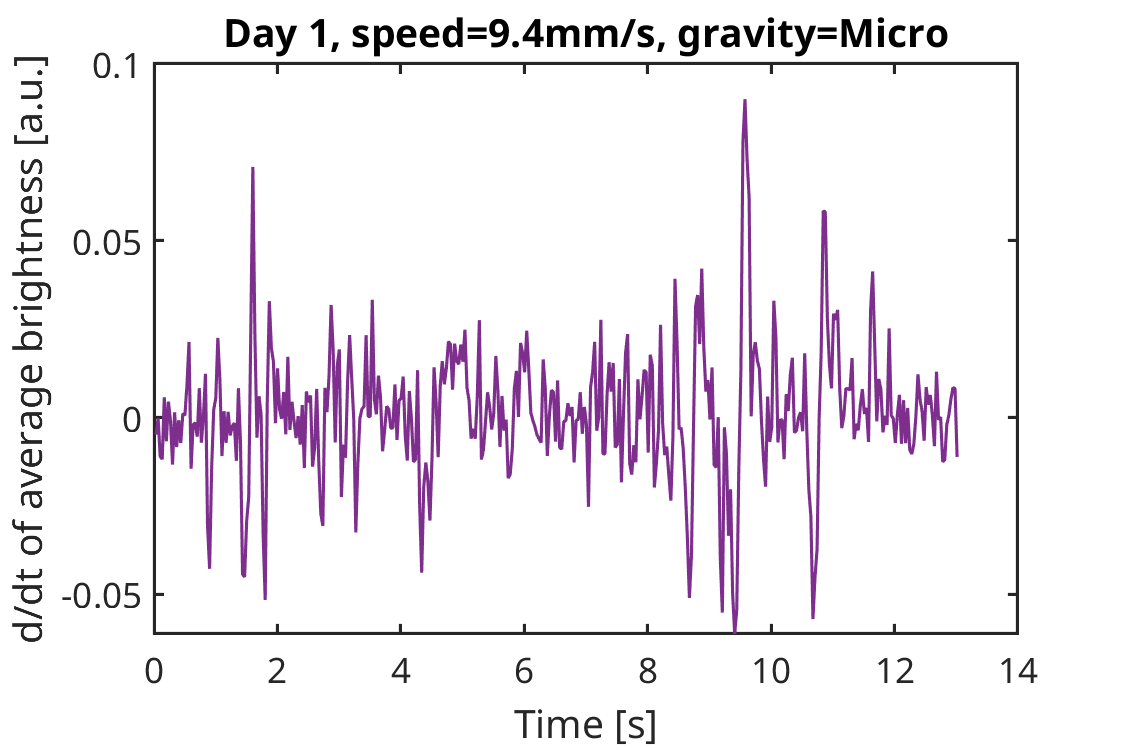 Day 1, speed=9.4mm/s, gravity=Micro
d/dt of average brightness [a.u.]
0.1
0.05
0
-0.05
0 2 4 6 8 10 12 14
Time [s]